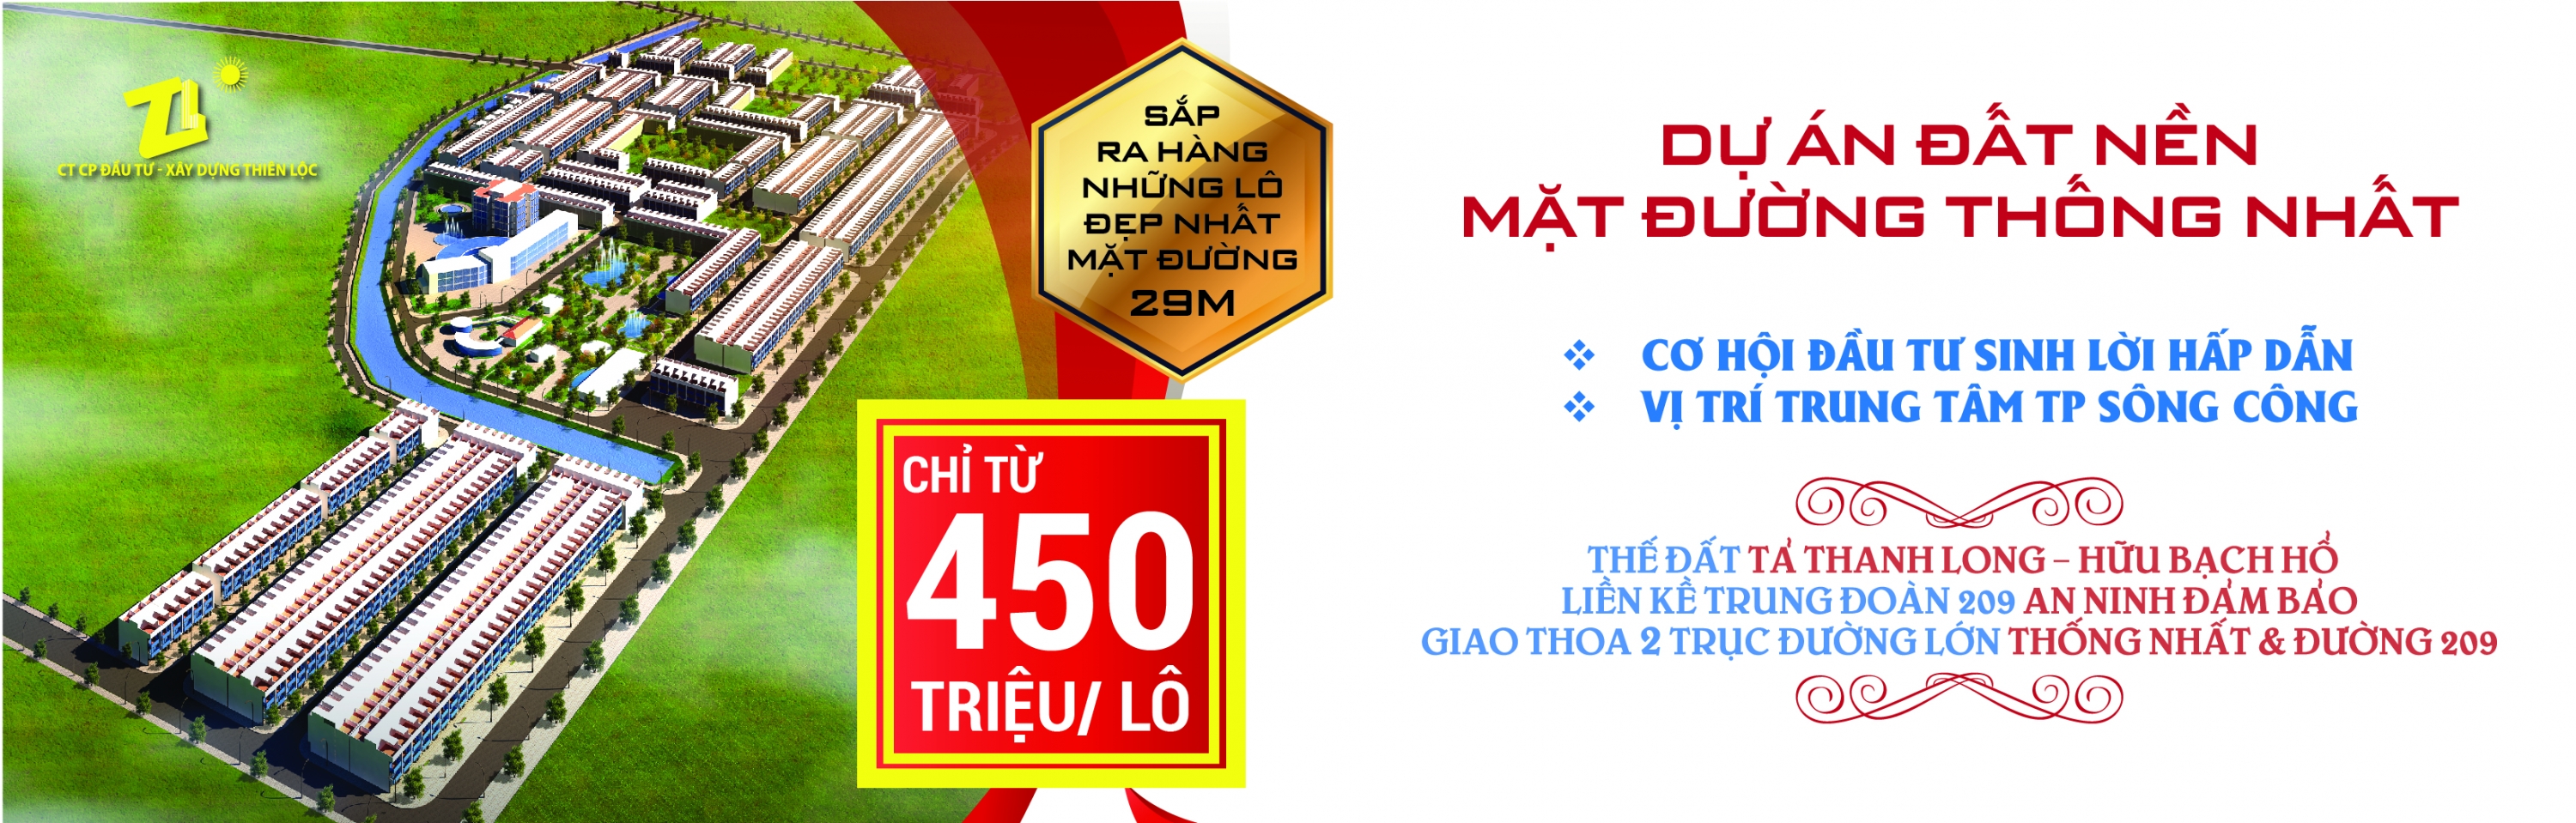 CT CP ĐẦU TƯ - XÂY DỰNG THIÊN LỘC
SẮP
RA HÀNG
NHỮNG LÔ
ĐẸP NHẤT
MẶT ĐƯỜNG
29M
CHỈ TỪ
450
TRIỆU/ LÔ
DỰ ÁN ĐẤT NỀN
MẶT ĐƯỜNG THỐNG NHẤT
❖ CƠ HỘI ĐẦU TƯ SINH LỜI HẤP DẪN
❖ VỊ TRÍ TRUNG TÂM TP SÔNG CÔNG
THẾ ĐẤT TẢ THANH LONG – HỮU BẠCH HỔ
LIỀN KỀ TRUNG ĐOÀN 209 AN NINH ĐẢM BẢO
GIAO THOA 2 TRỤC ĐƯỜNG LỚN THỐNG NHẤT & ĐƯỜNG 209